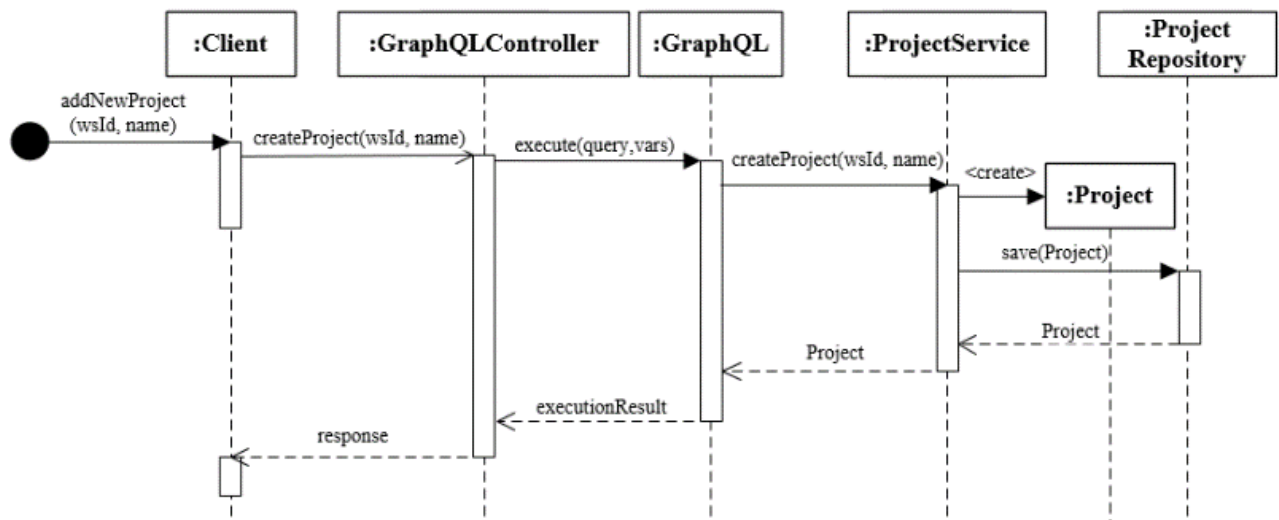 :Client
:GraphQLController
:GraphQL
:ProjectService
:Project
Repository
addNewProject
(wsId, name)
createProject(wsId, name)
execute(query,vars)
createProject(wsId, name)
<create>
:Project
save(Project)
Project
Project
executionResult
response